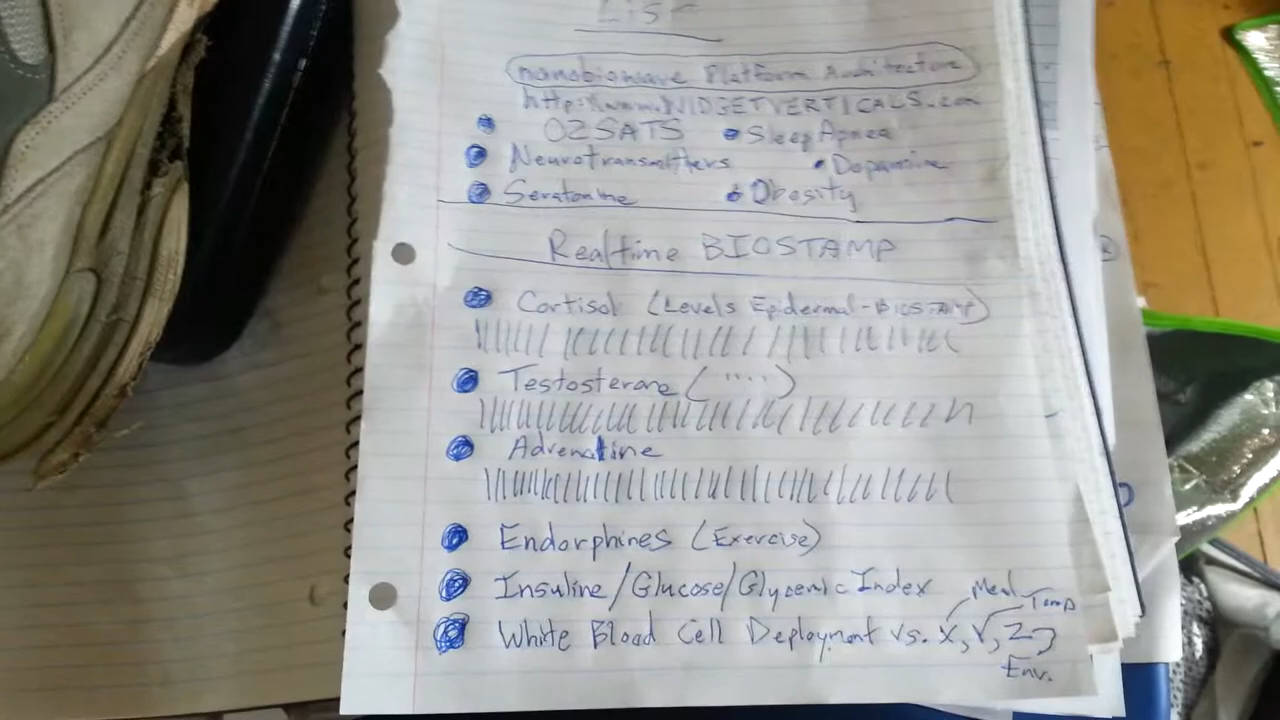 List
nanobiowave Platform Architecture
http://www.WIDGETVERTICALS.com
O2SATS • Sleep Apnea
Neurotransmitters • Dopamine
Seratonine • Obesity
Realtime BIOSTAMP
Cortisol (Levels Epidermal-BIOSTAMP)
Testosterone (....)
Adrenaline
Endorphines (Exercise)
Insuline/Glucose/Glycemic Index
Meal Temp
White Blood Cell Deployment vs. X, Y, Z
Env.